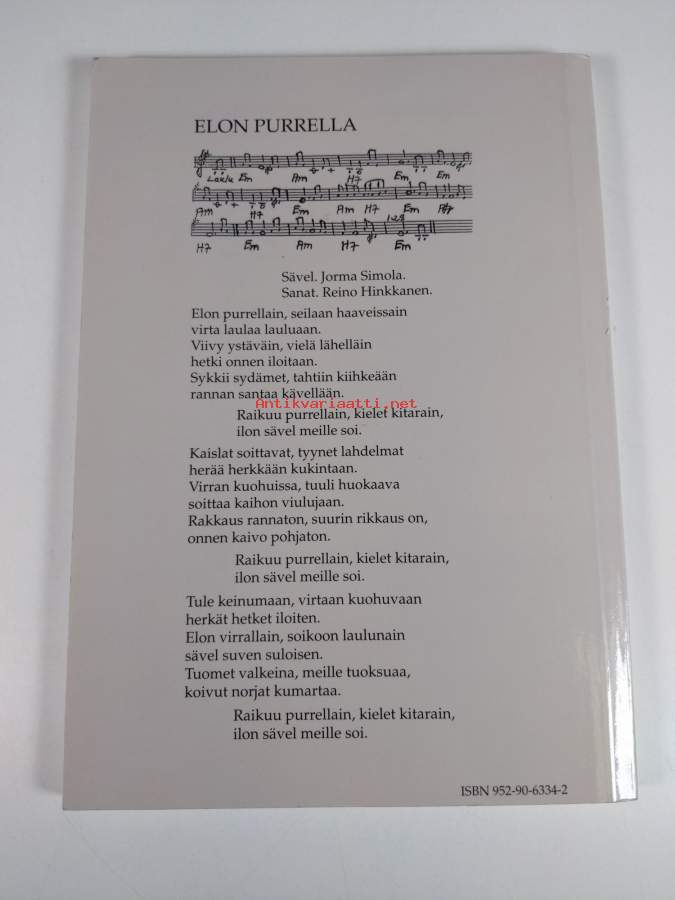 ELON PURRELLA
Em Am H7 Em Em
Am H7 Em Am H7 Em
H7 Em Am H7 Em
Sävel. Jorma Simola.
Sanat. Reino Hinkkanen.
Elon purrellain, seilaan haaveissain
virta laulaa lauluaan.
Viivy ystäväin, vielä lähelläin
hetki onnen iloitaan.
Sykkii sydämet, tahtiin kiihkeään
rannan santaa kävellään.
Antikvariaatti.net
Raikuu purrellain, kielet kitarain,
ilon sävel meille soi.
Kaislat soittavat, tyynet lahdelmat
herää herkkään kukintaan.
Virran kuohuissa, tuuli huokaava
soittaa kaihon viulujaan.
Rakkaus rannaton, suurin rikkaus on,
onnen kaivo pohjaton.
Raikuu purrellain, kielet kitarain,
ilon sävel meille soi.
Tule keinumaan, virtaan kuohuvaan
herkät hetket iloiten.
Elon virrallain, soikoon laulunain
sävel suven suloisen.
Tuomet valkeina, meille tuoksuaa,
koivut norjat kumartaa.
Raikuu purrellain, kielet kitarain,
ilon sävel meille soi.
ISBN 952-90-6334-2